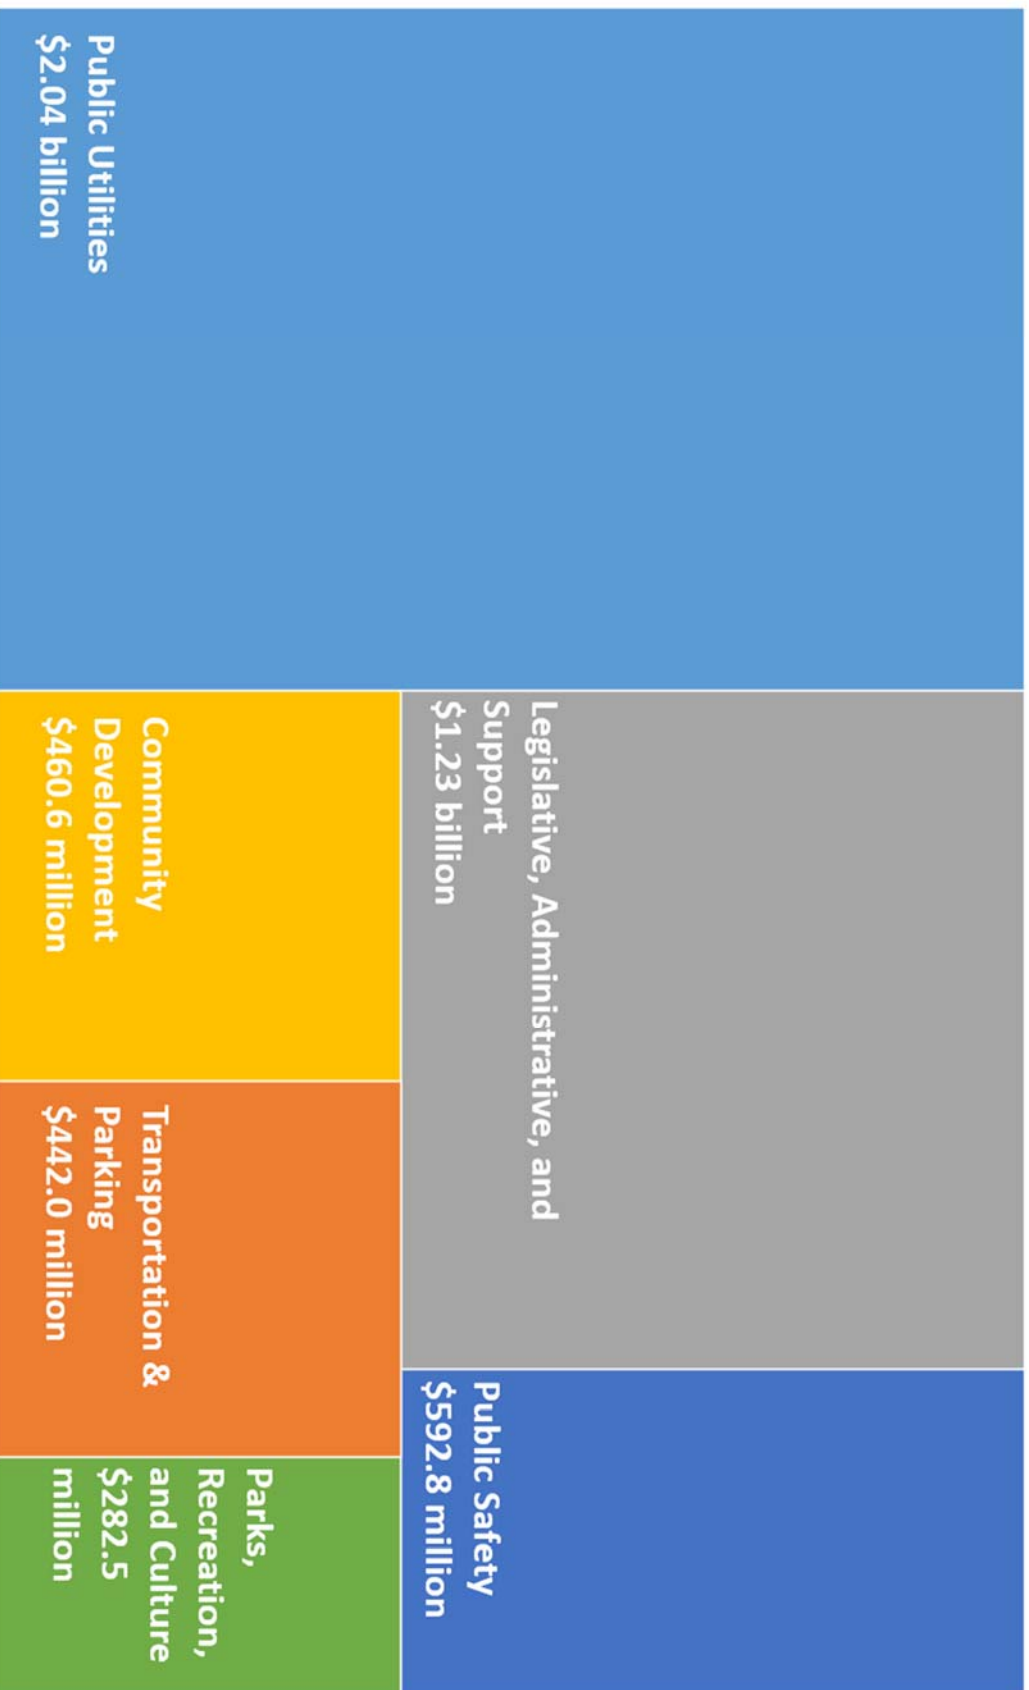 Public Utilities
$2.04 billion
Legislative, Administrative, and
Support
$1.23 billion
Public Safety
$592.8 million
Community
Development
$460.6 million
Transportation &
Parking
$442.0 million
Parks,
Recreation,
and Culture
$282.5
million